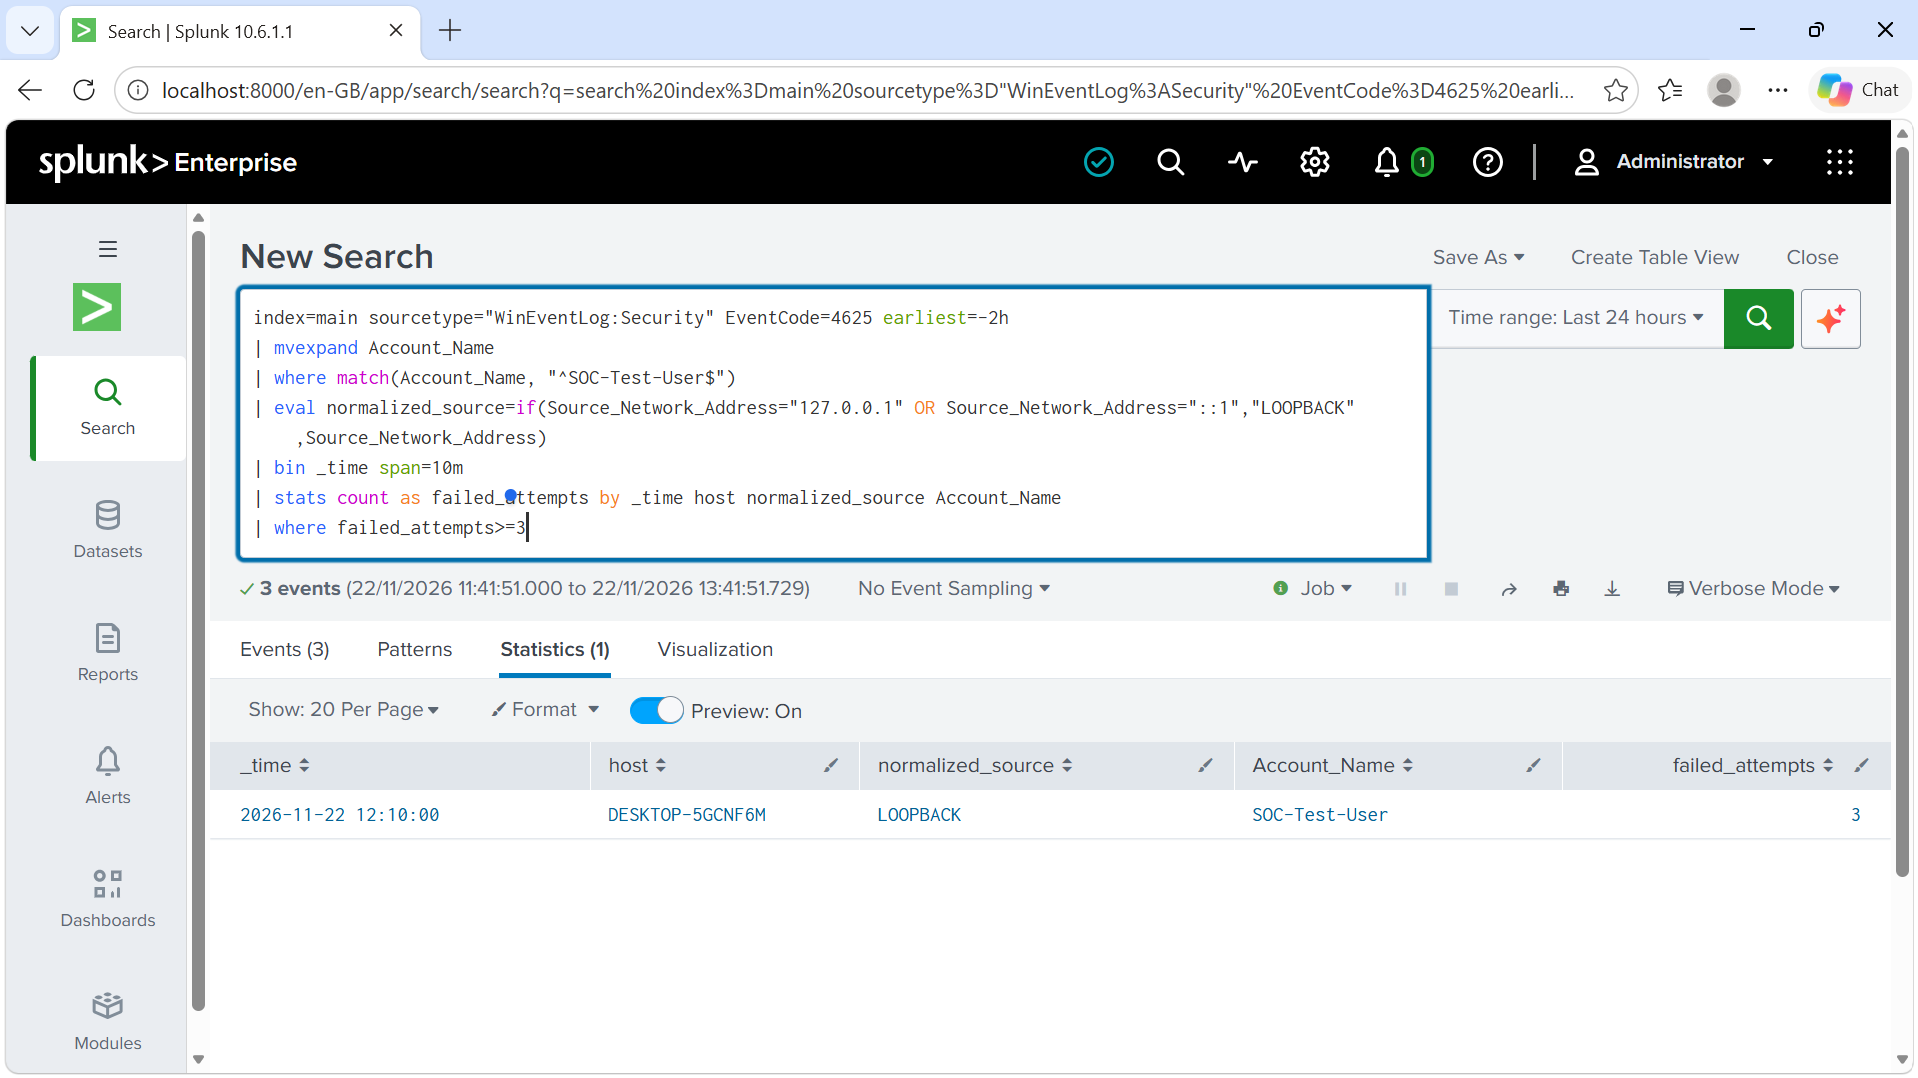 Search | Splunk 10.6.1.1
localhost:8000/en-GB/app/search/search?q=search%20index%3Dmain%20sourcetype%3D"WinEventLog%3ASecurity"%20EventCode%3D4625%20earli...
Chat
splunk>Enterprise
1
Administrator
New Search
Save As
Create Table View
Close
index=main sourcetype="WinEventLog:Security" EventCode=4625 earliest=-2h
| mvexpand Account_Name
| where match(Account_Name, "^SOC-Test-User$")
| eval normalized_source=if(Source_Network_Address="127.0.0.1" OR Source_Network_Address="::1","LOOPBACK"
,Source_Network_Address)
| bin _time span=10m
| stats count as failed_attempts by _time host normalized_source Account_Name
| where failed_attempts>=3
Time range: Last 24 hours
Search
Datasets
Reports
Alerts
Dashboards
Modules
3 events (22/11/2026 11:41:51.000 to 22/11/2026 13:41:51.729)
No Event Sampling
Job
Verbose Mode
Events (3)
Patterns
Statistics (1)
Visualization
Show: 20 Per Page
Format
Preview: On
_time
host
normalized_source
Account_Name
failed_attempts
2026-11-22 12:10:00
DESKTOP-5GCNF6M
LOOPBACK
SOC-Test-User
3